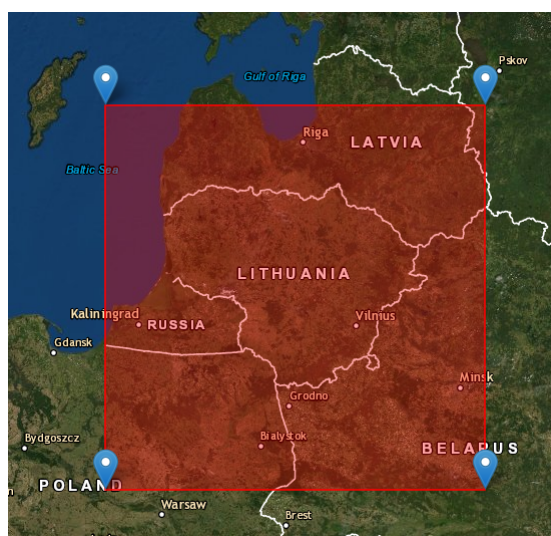 Pskov
Gulf of Riga
Riga
LATVIA
Baltic Sea
LITHUANIA
Kaliningrad
RUSSIA
Vilnius
Gdansk
Minsk
Grodno
Bialystok
Bydgoszcz
BELARUS
POLAND
Warsaw
Brest